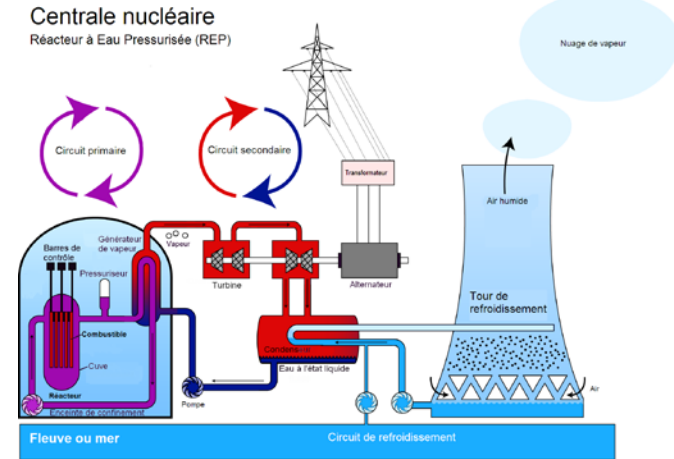 Centrale nucléaire
Réacteur à Eau Pressurisée (REP)
Nuage de vapeur
Circuit primaire
Circuit secondaire
Transformateur
Air humide
Barres de
contrôle
Générateur
de vapeur
Vapeur
Pressuriseur
Turbine
Alternateur
Tour de
refroidissement
Combustible
Cuve
Réacteur
Enceinte de confinement
Pompe
Eau à l'état liquide
Air
Fleuve ou mer
Circuit de refroidissement